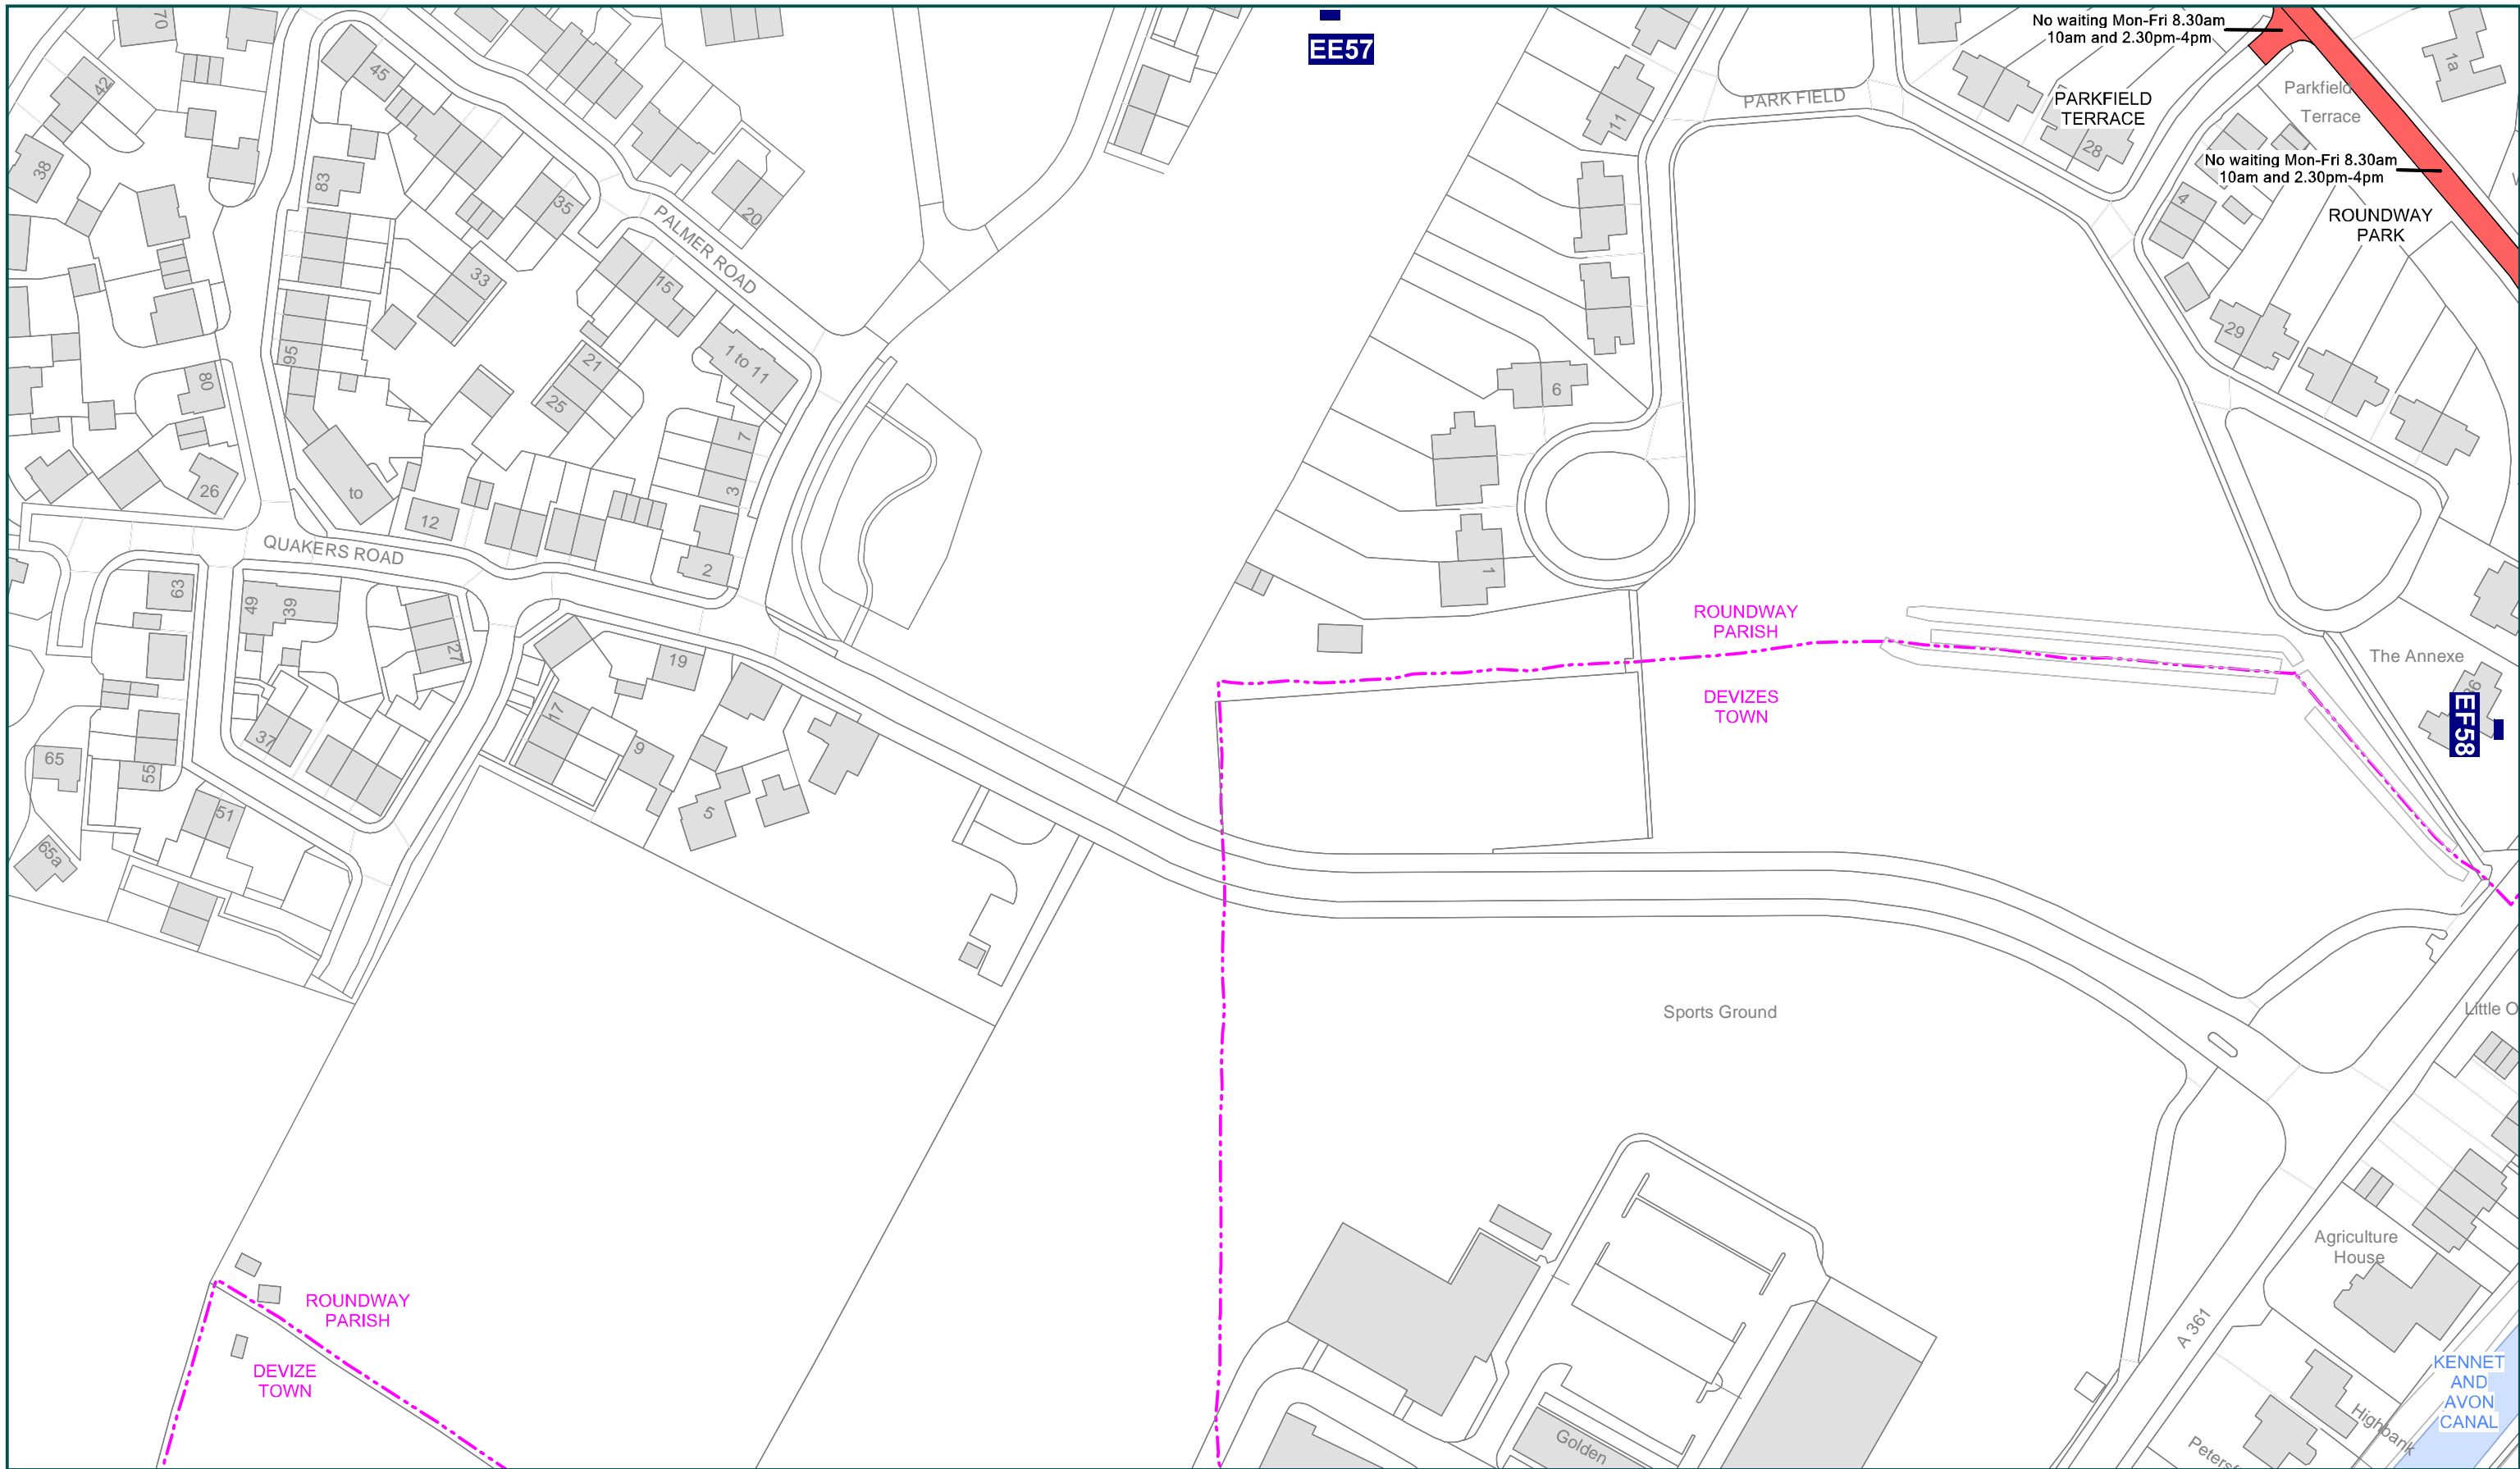 70
EE57
No waiting Mon-Fri 8.30am
10am and 2.30pm-4pm
1a
45
42
PARK FIELD
PARKFIELD
TERRACE
Parkfield
Terrace
11
28
38
83
35
20
No waiting Mon-Fri 8.30am
10am and 2.30pm-4pm
4
ROUNDWAY
PARK
PALMER ROAD
33
15
29
95
21
1 to 11
80
25
6
7
3
26
to
12
QUAKERS ROAD
2
1
63
49
39
27
19
ROUNDWAY
PARISH
The Annexe
DEVIZES
TOWN
EF58
17
37
9
65
55
51
5
65a
Sports Ground
Little O
Agriculture
House
ROUNDWAY
PARISH
DEVIZE
TOWN
A 361
KENNET
AND
AVON
CANAL
Highbank
Golden
Peters